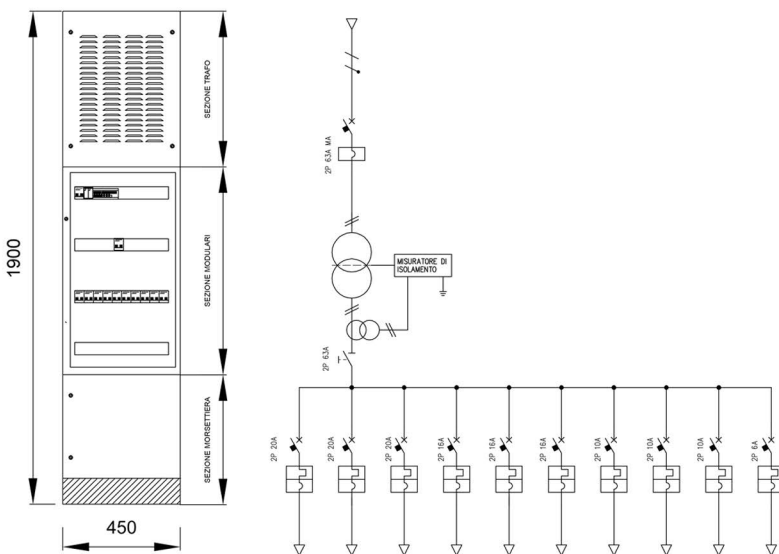 1900
450
SEZIONE TRAFO
SEZIONE MODULARI
SEZIONE MORSETTIERA
2P 63A MA
MISURATORE DI
ISOLAMENTO
2P 63A
2P 20A
2P 20A
2P 20A
2P 16A
2P 16A
2P 16A
2P 10A
2P 10A
2P 10A
2P 6A